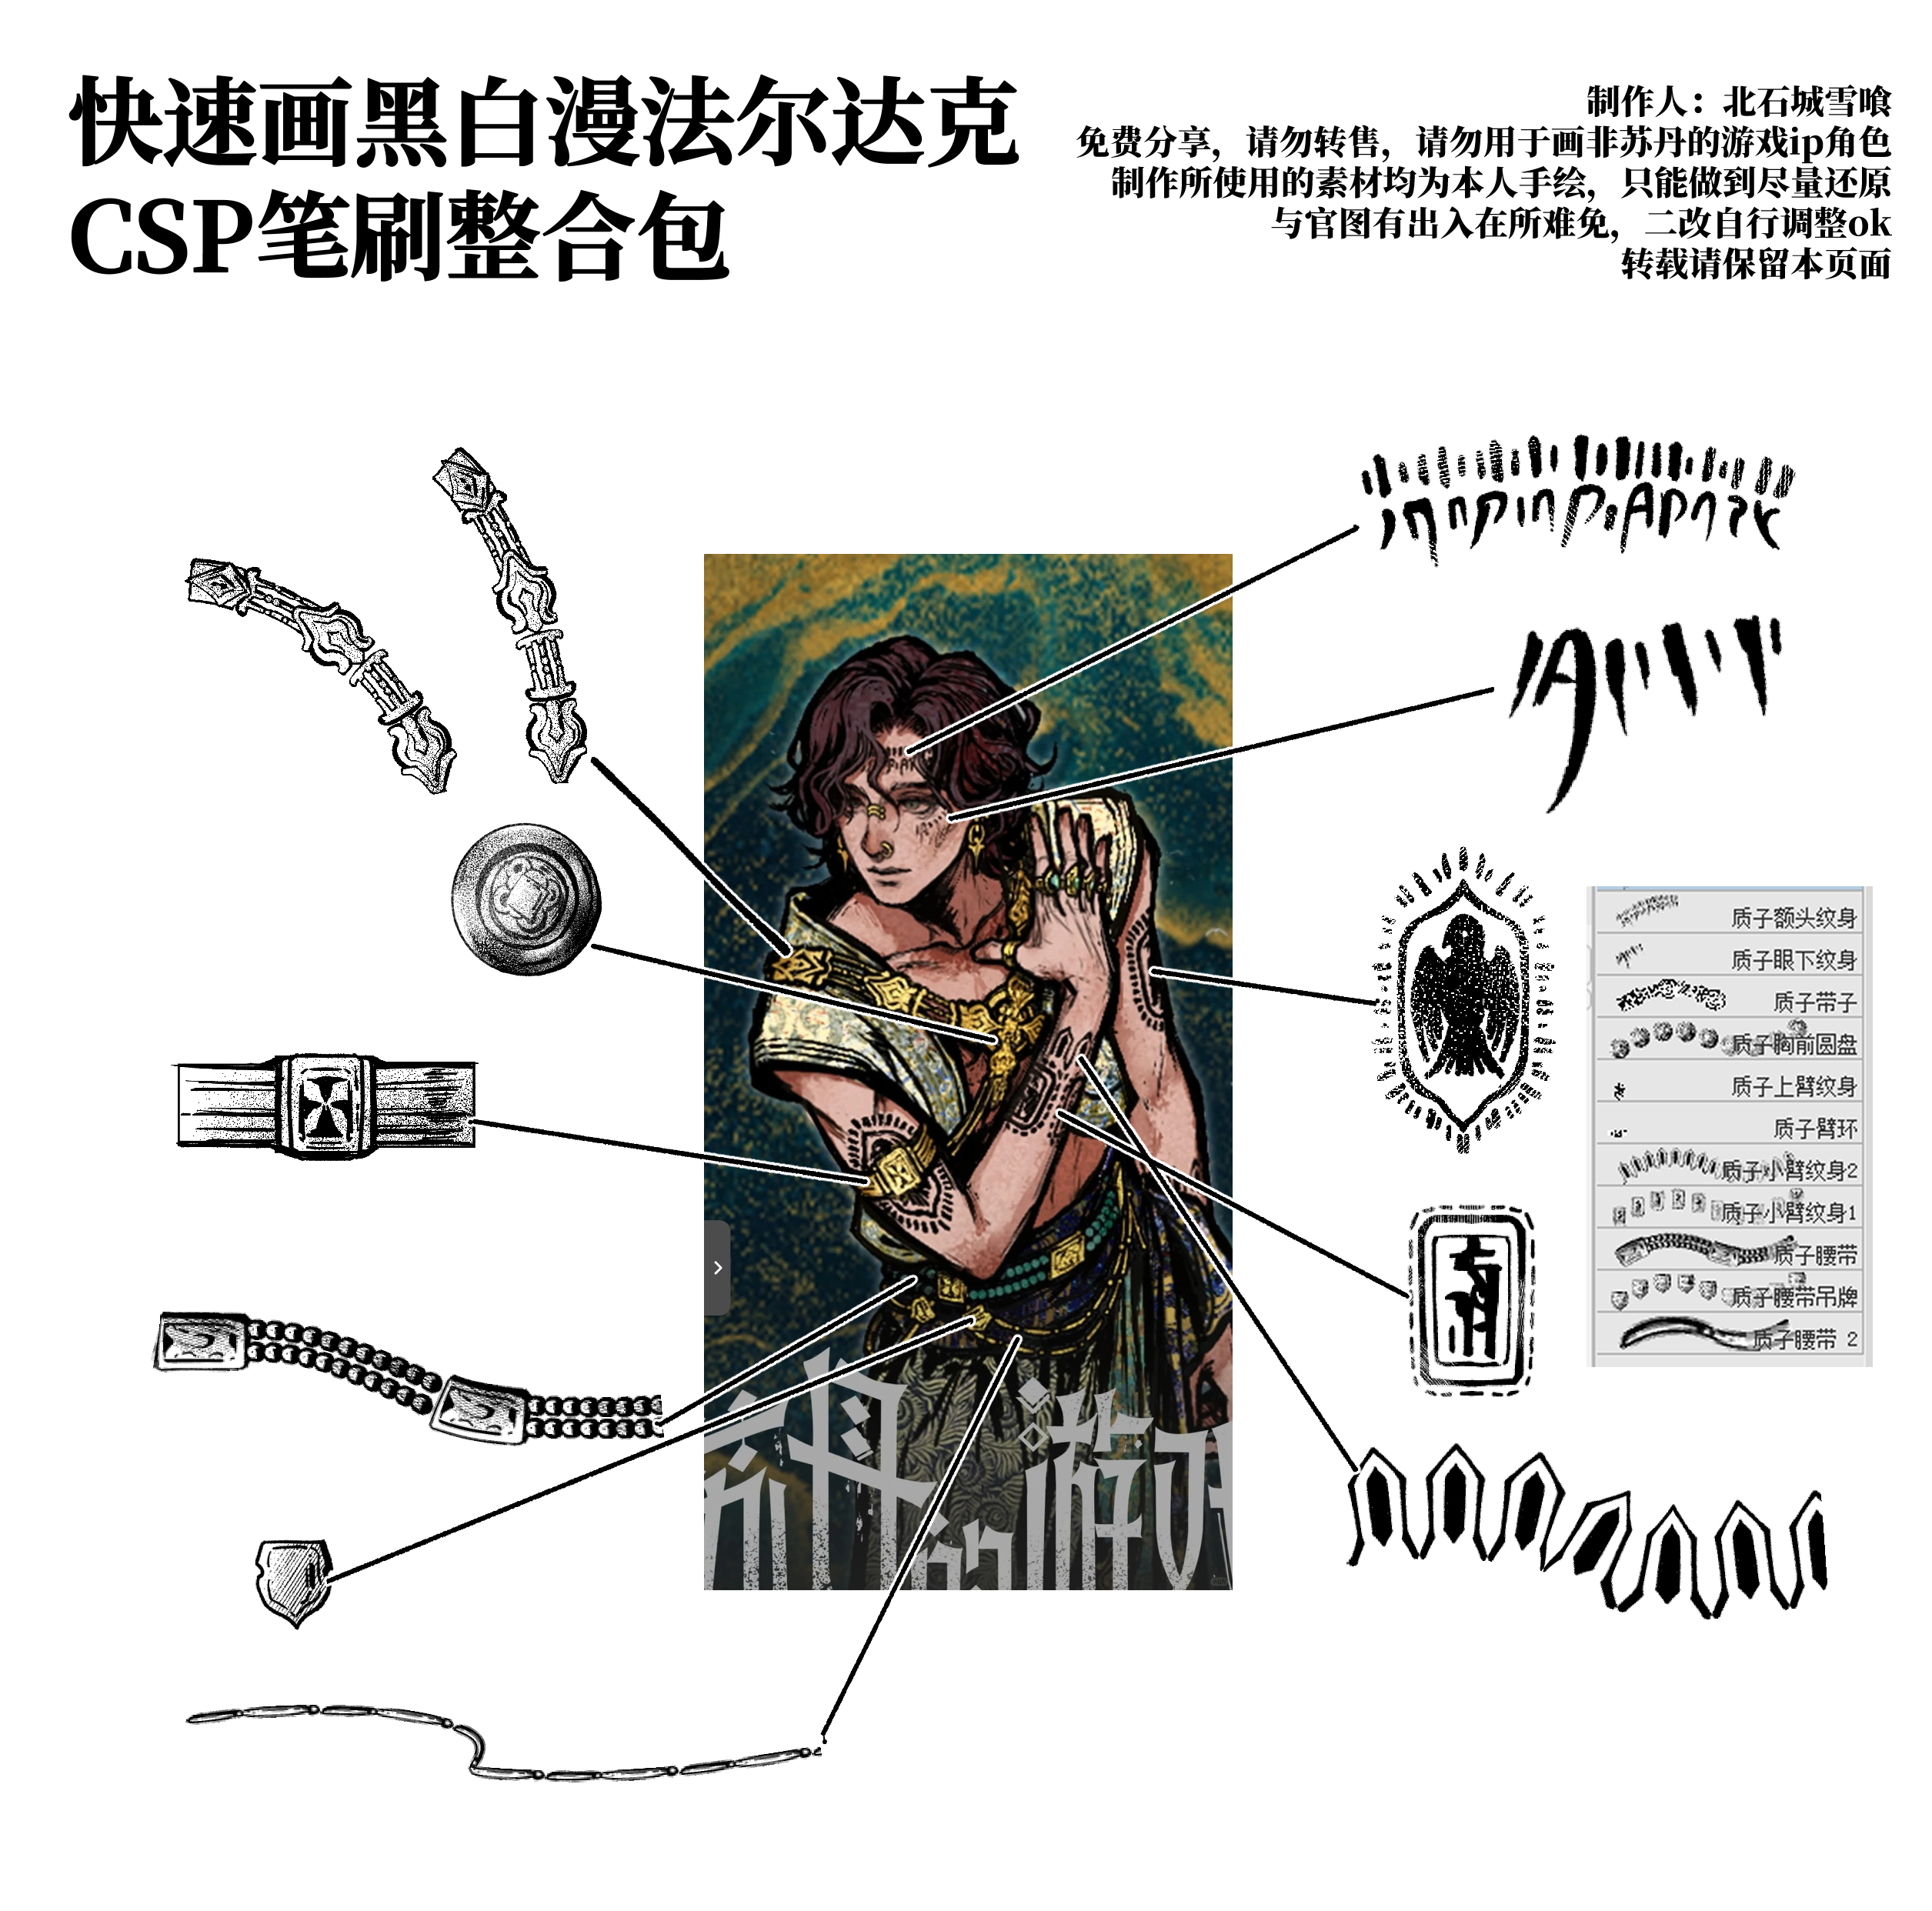 快速画黑白漫法尔达克
CSP笔刷整合包
制作人：北石城雪喰
免费分享，请勿转售，请勿用于画非苏丹的游戏ip角色
制作所使用的素材均为本人手绘，只能做到尽量还原
与官图有出入在所难免，二改自行调整ok
转载请保留本页面
质子额头纹身
质子眼下纹身
质子带子
质子胸前圆盘
质子上臂纹身
质子臂环
质子小臂纹身2
质子小臂纹身1
质子腰带
质子腰带吊牌
质子腰带 2
苏丹的游戏